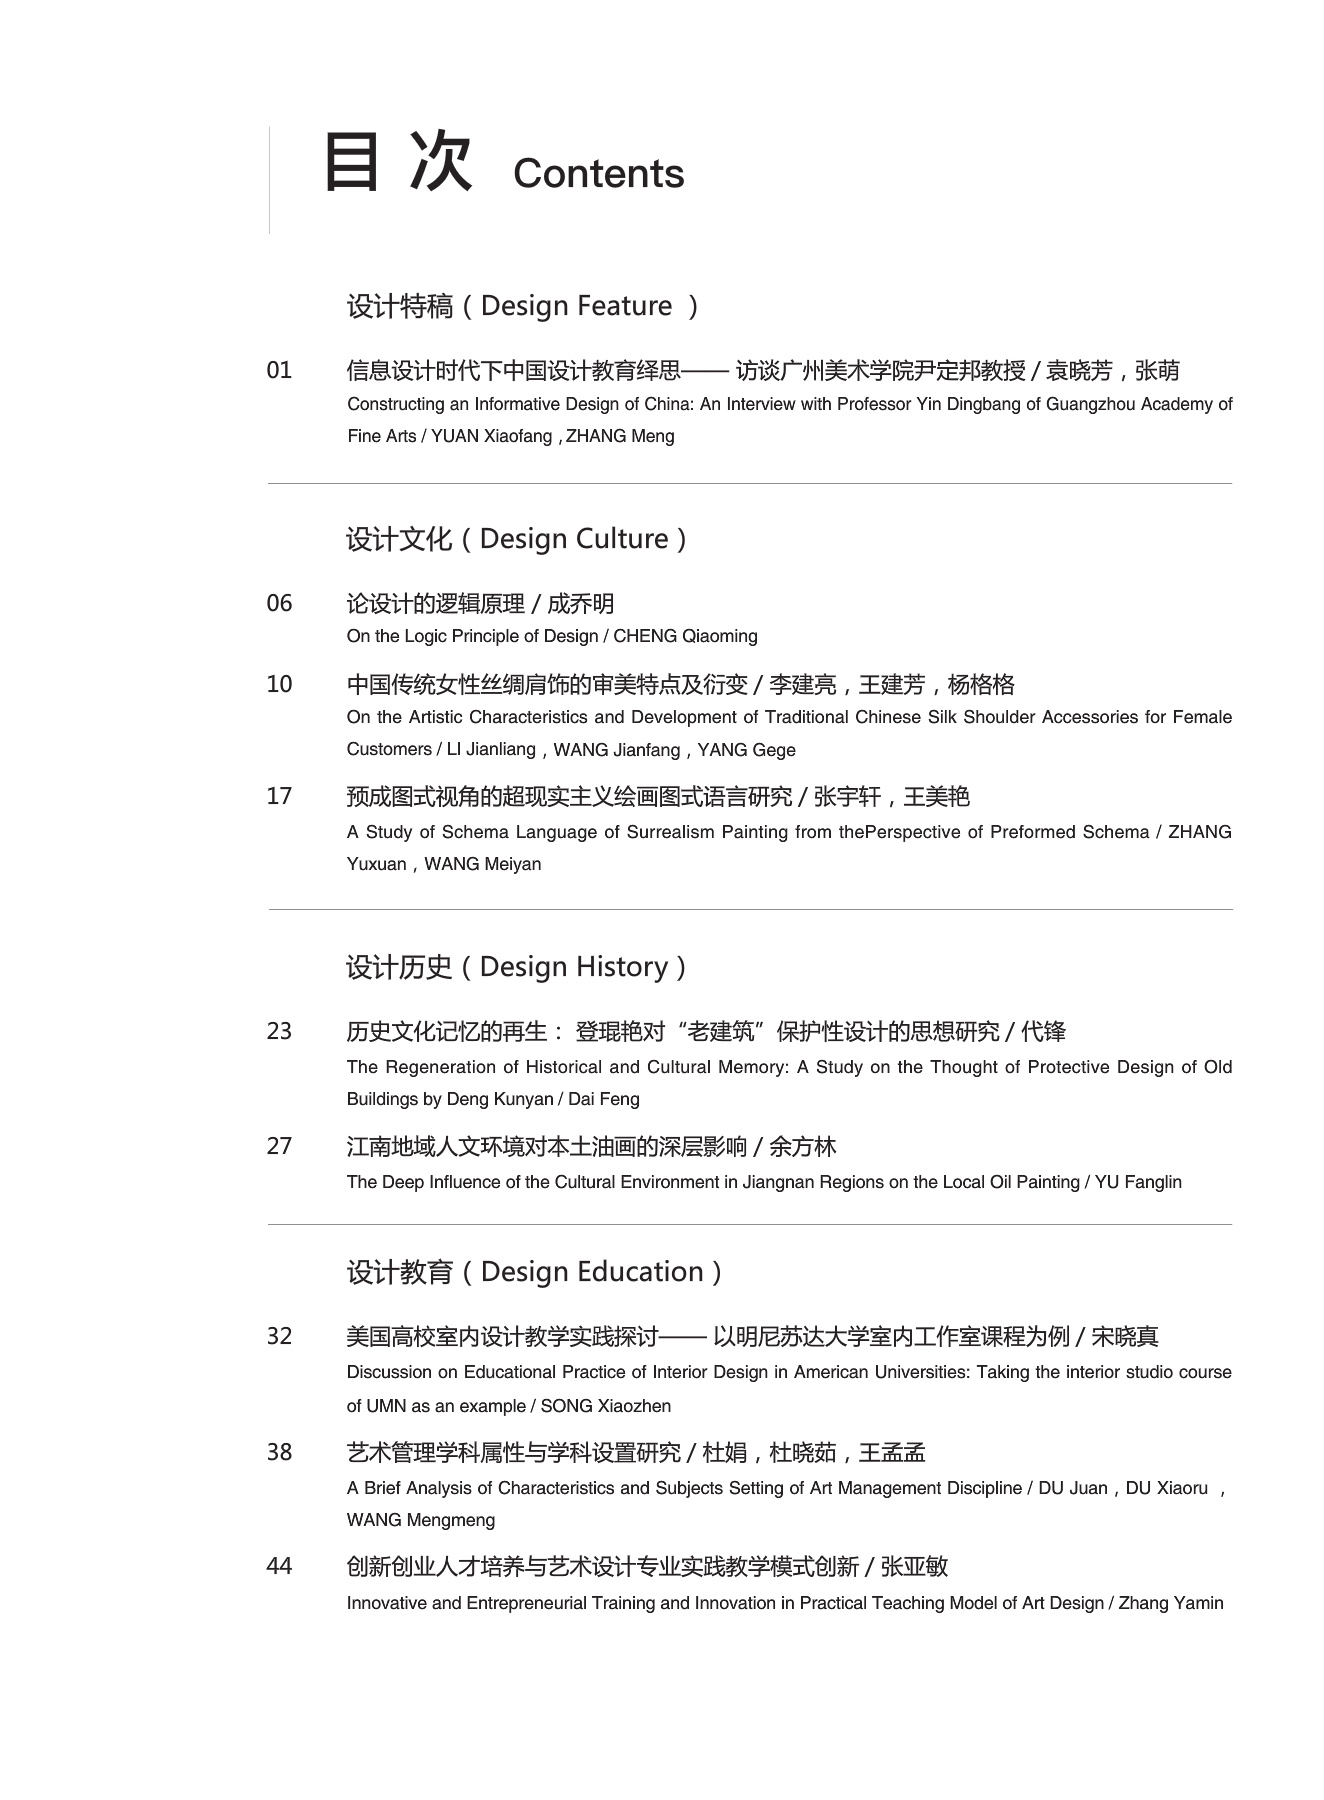 目 次 Contents
设计特稿（Design Feature ）
01 信息设计时代下中国设计教育绎思—— 访谈广州美术学院尹定邦教授 / 袁晓芳，张萌
Constructing an Informative Design of China: An Interview with Professor Yin Dingbang of Guangzhou Academy of
Fine Arts / YUAN Xiaofang , ZHANG Meng
设计文化（Design Culture）
06 论设计的逻辑原理 / 成乔明
On the Logic Principle of Design / CHENG Qiaoming
10 中国传统女性丝绸肩饰的审美特点及衍变 / 李建亮，王建芳，杨格格
On the Artistic Characteristics and Development of Traditional Chinese Silk Shoulder Accessories for Female
Customers / LI Jianliang，WANG Jianfang，YANG Gege
17 预成图式视角的超现实主义绘画图式语言研究 / 张宇轩，王美艳
A Study of Schema Language of Surrealism Painting from thePerspective of Preformed Schema / ZHANG
Yuxuan，WANG Meiyan
设计历史（Design History）
23 历史文化记忆的再生： 登琨艳对“老建筑”保护性设计的思想研究 / 代锋
The Regeneration of Historical and Cultural Memory: A Study on the Thought of Protective Design of Old
Buildings by Deng Kunyan / Dai Feng
27 江南地域人文环境对本土油画的深层影响 / 余方林
The Deep Influence of the Cultural Environment in Jiangnan Regions on the Local Oil Painting / YU Fanglin
设计教育（Design Education）
32 美国高校室内设计教学实践探讨—— 以明尼苏达大学室内工作室课程为例 / 宋晓真
Discussion on Educational Practice of Interior Design in American Universities: Taking the interior studio course
of UMN as an example / SONG Xiaozhen
38 艺术管理学科属性与学科设置研究 / 杜娟，杜晓茹，王孟孟
A Brief Analysis of Characteristics and Subjects Setting of Art Management Discipline / DU Juan，DU Xiaoru ，
WANG Mengmeng
44 创新创业人才培养与艺术设计专业实践教学模式创新 / 张亚敏
Innovative and Entrepreneurial Training and Innovation in Practical Teaching Model of Art Design / Zhang Yamin